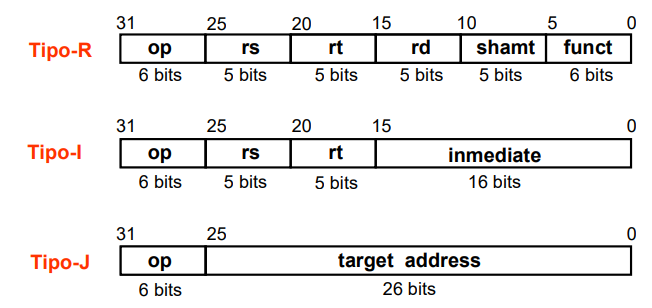 31 25 20 15 10 5 0
Tipo-R op rs rt rd shamt funct
6 bits 5 bits 5 bits 5 bits 5 bits 6 bits
31 25 20 15 0
Tipo-I op rs rt inmediate
6 bits 5 bits 5 bits 16 bits
31 25 0
Tipo-J op target address
6 bits 26 bits